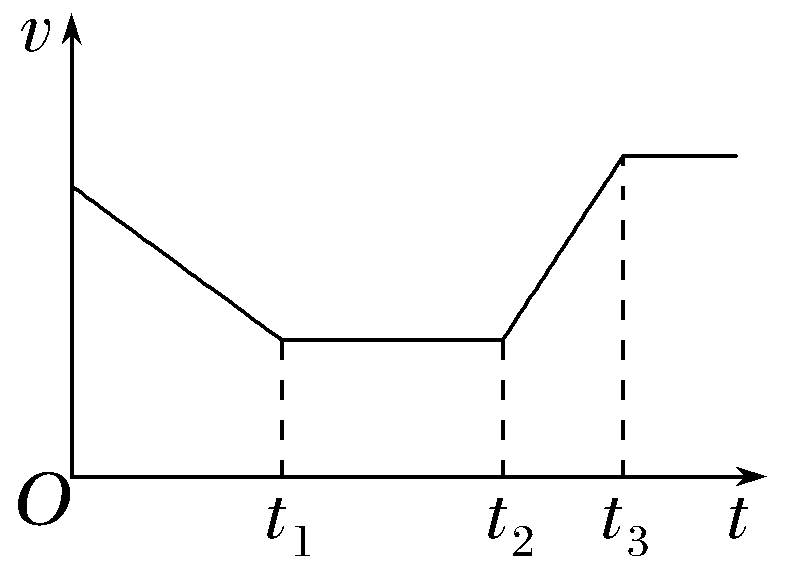 v
O
t₁ t₂ t₃ t